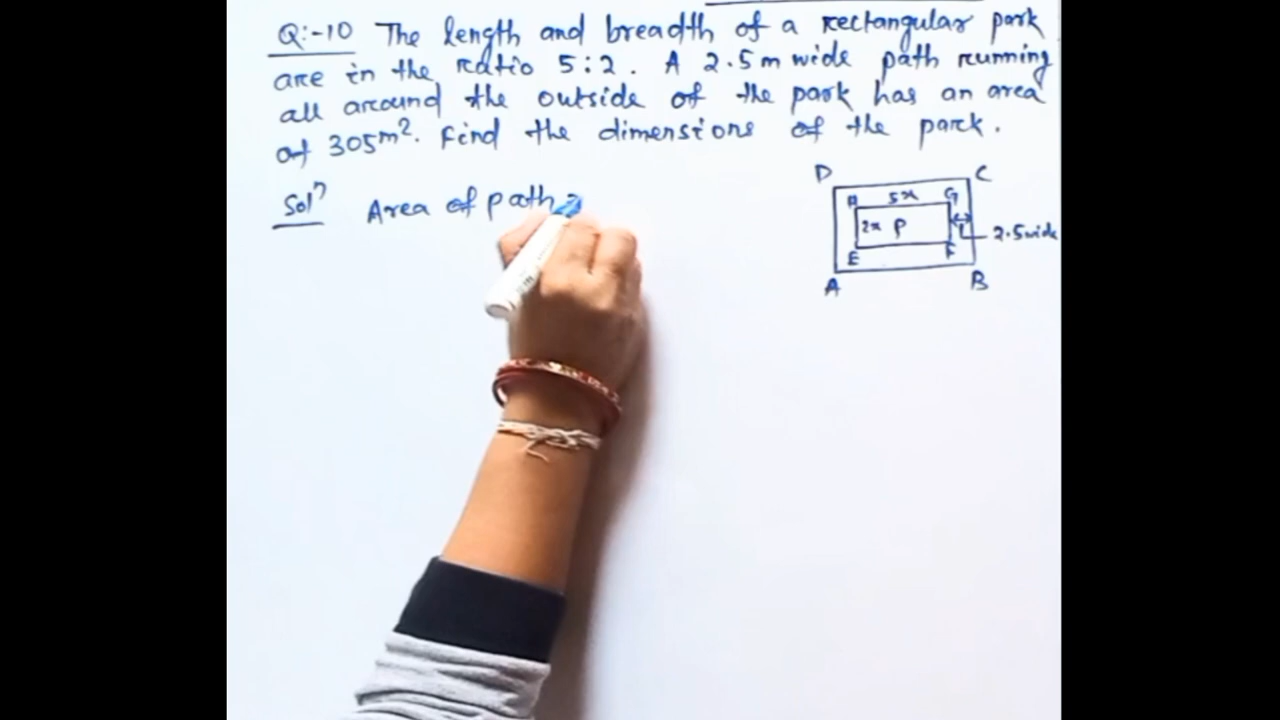 Q:-10 The length and breadth of a rectangular park
are in the ratio 5:2. A 2.5m wide path running
all around the outside of the park has an area
of 305m². Find the dimensions of the park.
Solⁿ Area of path =
D C
H 5x G
2x P
2.5wide
E F
A B